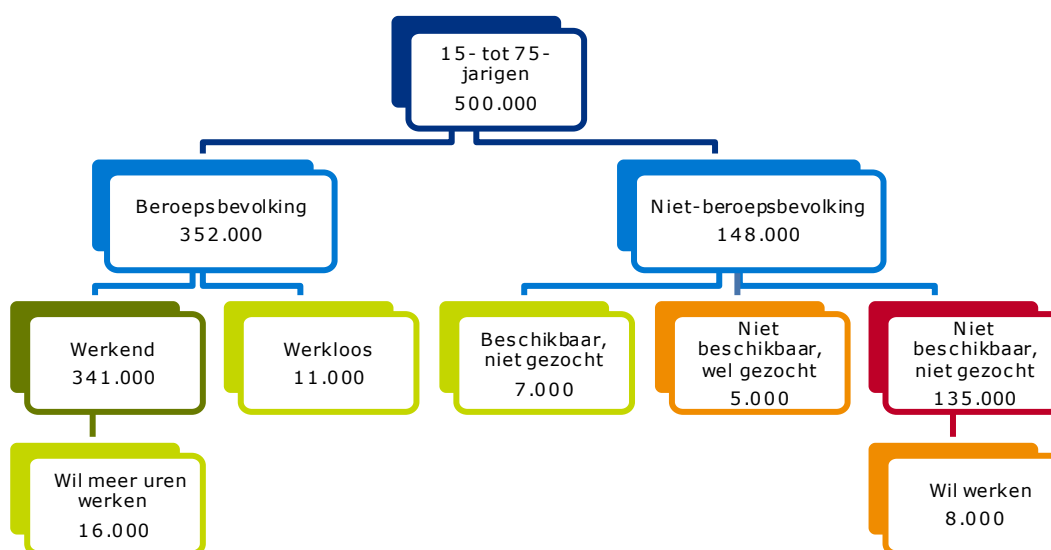 15- tot 75-
jarigen
500.000
Beroepsbevolking
352.000
Niet-beroepsbevolking
148.000
Werkend
341.000
Werkloos
11.000
Beschikbaar,
niet gezocht
7.000
Niet
beschikbaar,
wel gezocht
5.000
Niet
beschikbaar,
niet gezocht
135.000
Wil meer uren
werken
16.000
Wil werken
8.000